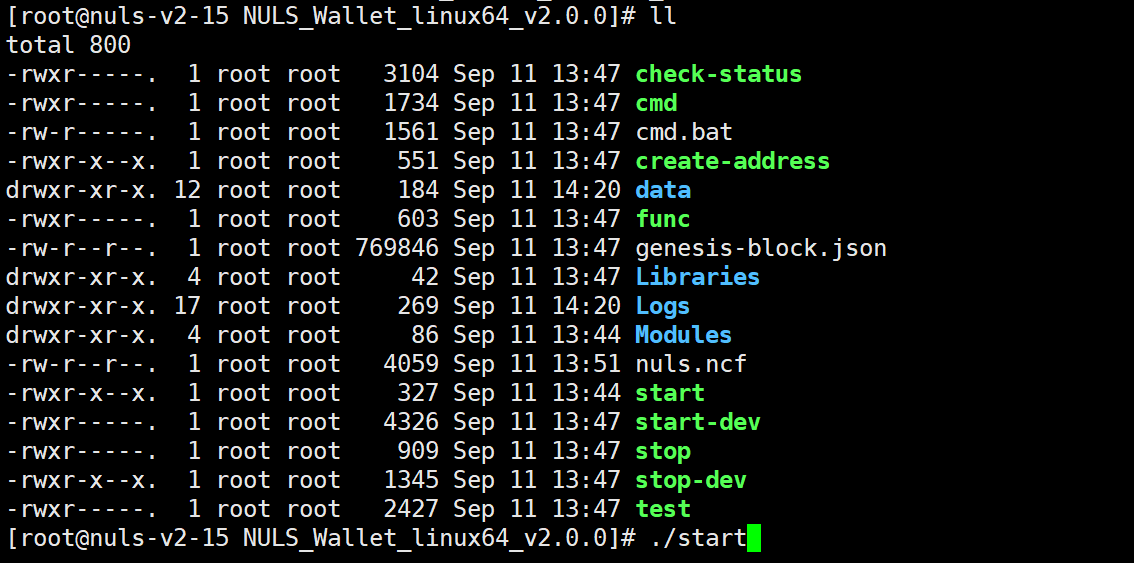 [root@nuls-v2-15 NULS_Wallet_linux64_v2.0.0]# ll
total 800
-rwxr-----.  1 root root   3104 Sep 11 13:47 check-status
-rwxr-----.  1 root root   1734 Sep 11 13:47 cmd
-rw-r-----.  1 root root   1561 Sep 11 13:47 cmd.bat
-rwxr-x--x.  1 root root    551 Sep 11 13:47 create-address
drwxr-xr-x. 12 root root    184 Sep 11 14:20 data
-rwxr-----.  1 root root    603 Sep 11 13:47 func
-rw-r--r--.  1 root root 769846 Sep 11 13:47 genesis-block.json
drwxr-xr-x.  4 root root     42 Sep 11 13:47 Libraries
drwxr-xr-x. 17 root root    269 Sep 11 14:20 Logs
drwxr-xr-x.  4 root root     86 Sep 11 13:44 Modules
-rw-r--r--.  1 root root   4059 Sep 11 13:51 nuls.ncf
-rwxr-x--x.  1 root root    327 Sep 11 13:44 start
-rwxr-----.  1 root root   4326 Sep 11 13:47 start-dev
-rwxr-----.  1 root root    909 Sep 11 13:47 stop
-rwxr-x--x.  1 root root   1345 Sep 11 13:47 stop-dev
-rwxr-----.  1 root root   2427 Sep 11 13:47 test
[root@nuls-v2-15 NULS_Wallet_linux64_v2.0.0]# ./start